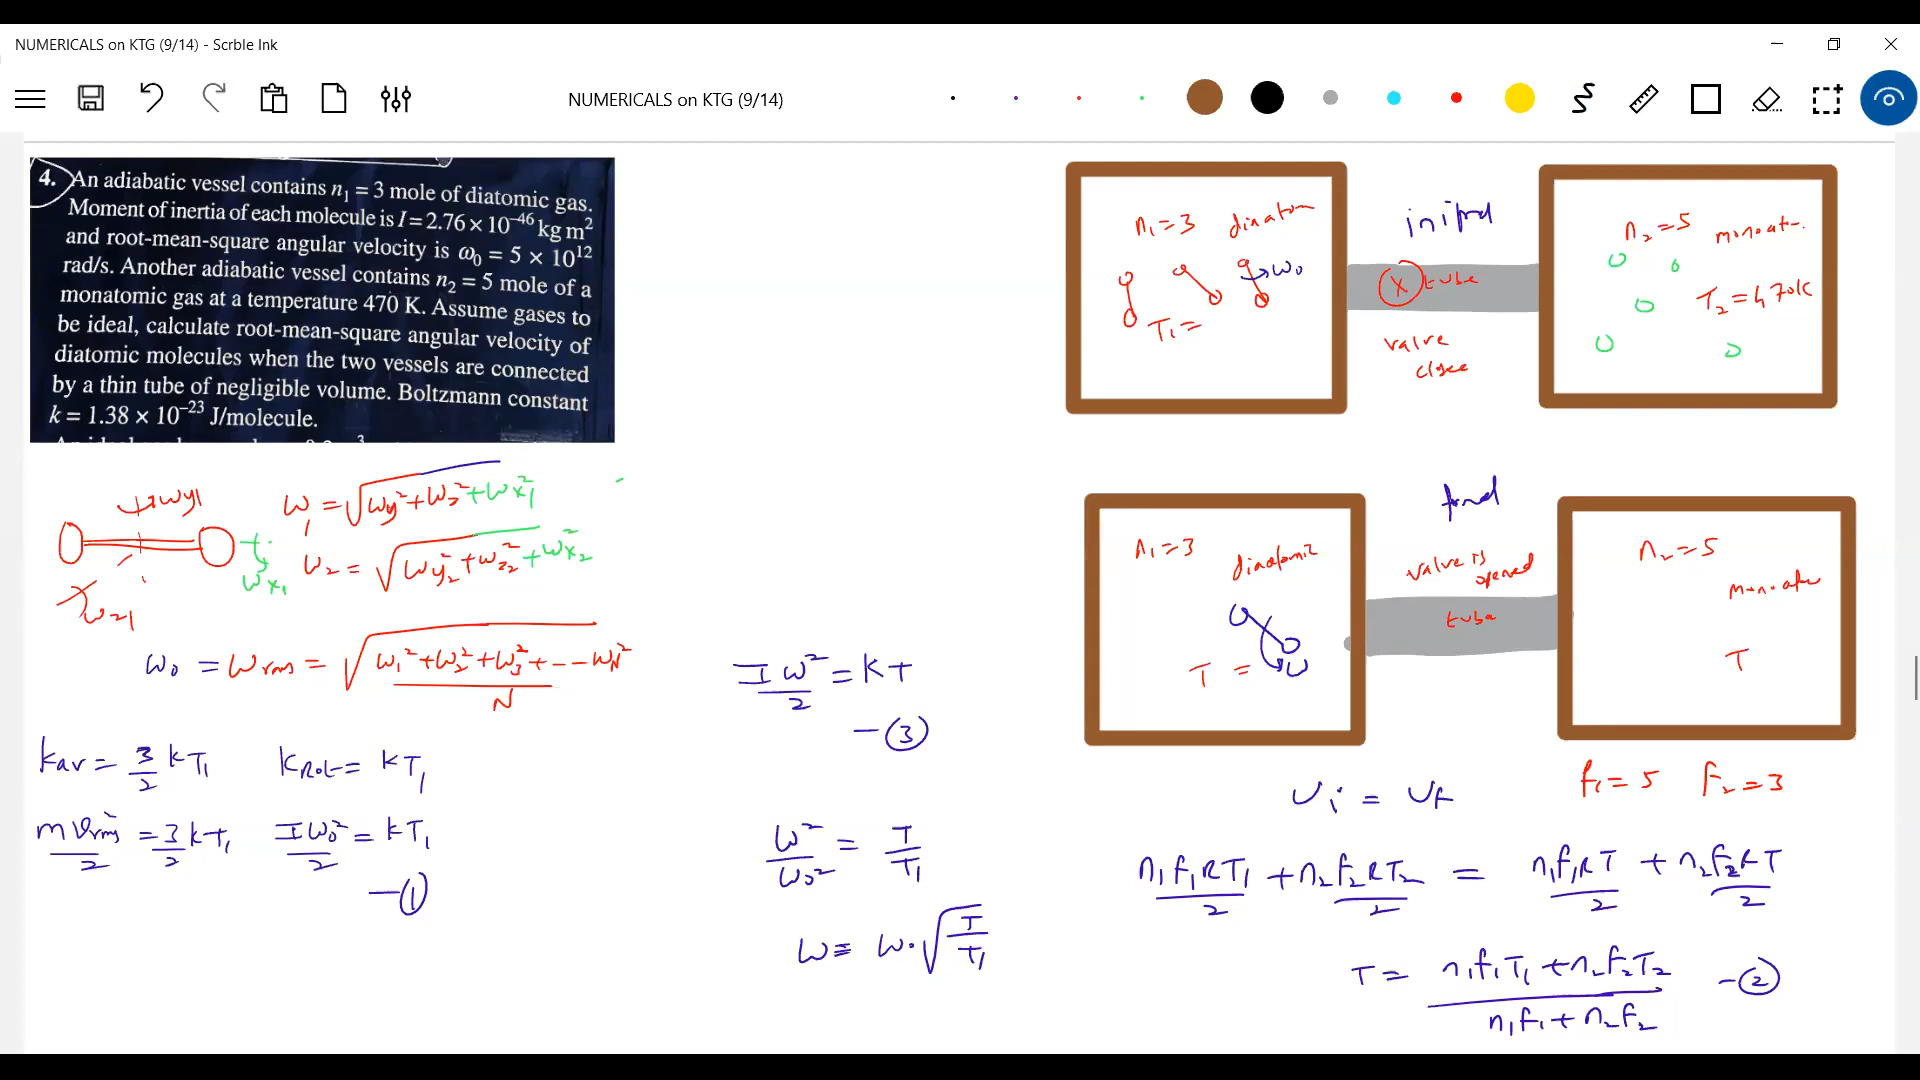 NUMERICALS on KTG (9/14) - Scrble Ink
NUMERICALS on KTG (9/14)
4. An adiabatic vessel contains n₁ = 3 mole of diatomic gas.
Moment of inertia of each molecule is I = 2.76 × 10⁻⁴⁶ kg m²
and root-mean-square angular velocity is ω₀ = 5 × 10¹²
rad/s. Another adiabatic vessel contains n₂ = 5 mole of a
monatomic gas at a temperature 470 K. Assume gases to
be ideal, calculate root-mean-square angular velocity of
diatomic molecules when the two vessels are connected
by a thin tube of negligible volume. Boltzmann constant
k = 1.38 × 10⁻²³ J/molecule.
n₁ = 3 diatom
ω₀
T₁ =
initial
X tube
valve
close
n₂ = 5 monoat-
T₂ = 470K
ωy1
ωz1
ωx₁
ω₁ = √(ωy² + ωz² + ωx₁²)
ω₂ = √(ωy₂² + ωz₂² + ωx₂²)
ω₀ = ωrms = √((ω₁² + ω₂² + ω₃² + -- ωN²)/N)
Kav = 3/2 kT₁ KRot = kT₁
mvrms²/2 = 3/2 kT₁ Iω₀²/2 = kT₁
-①
Iω²/2 = kT
-③
ω²/ω₀² = T/T₁
ω = ω₀ √(T/T₁)
final
n₁ = 3 diatomic
ω
T =
valve is
opened
tube
n₂ = 5
monoato
T
f₁ = 5 F₂ = 3
Ui = Uf
n₁f₁RT₁/2 + n₂f₂RT₂/2 = n₁f₁RT/2 + n₂f₂RT/2
T = (n₁f₁T₁ + n₂f₂T₂)/(n₁f₁ + n₂f₂) -②